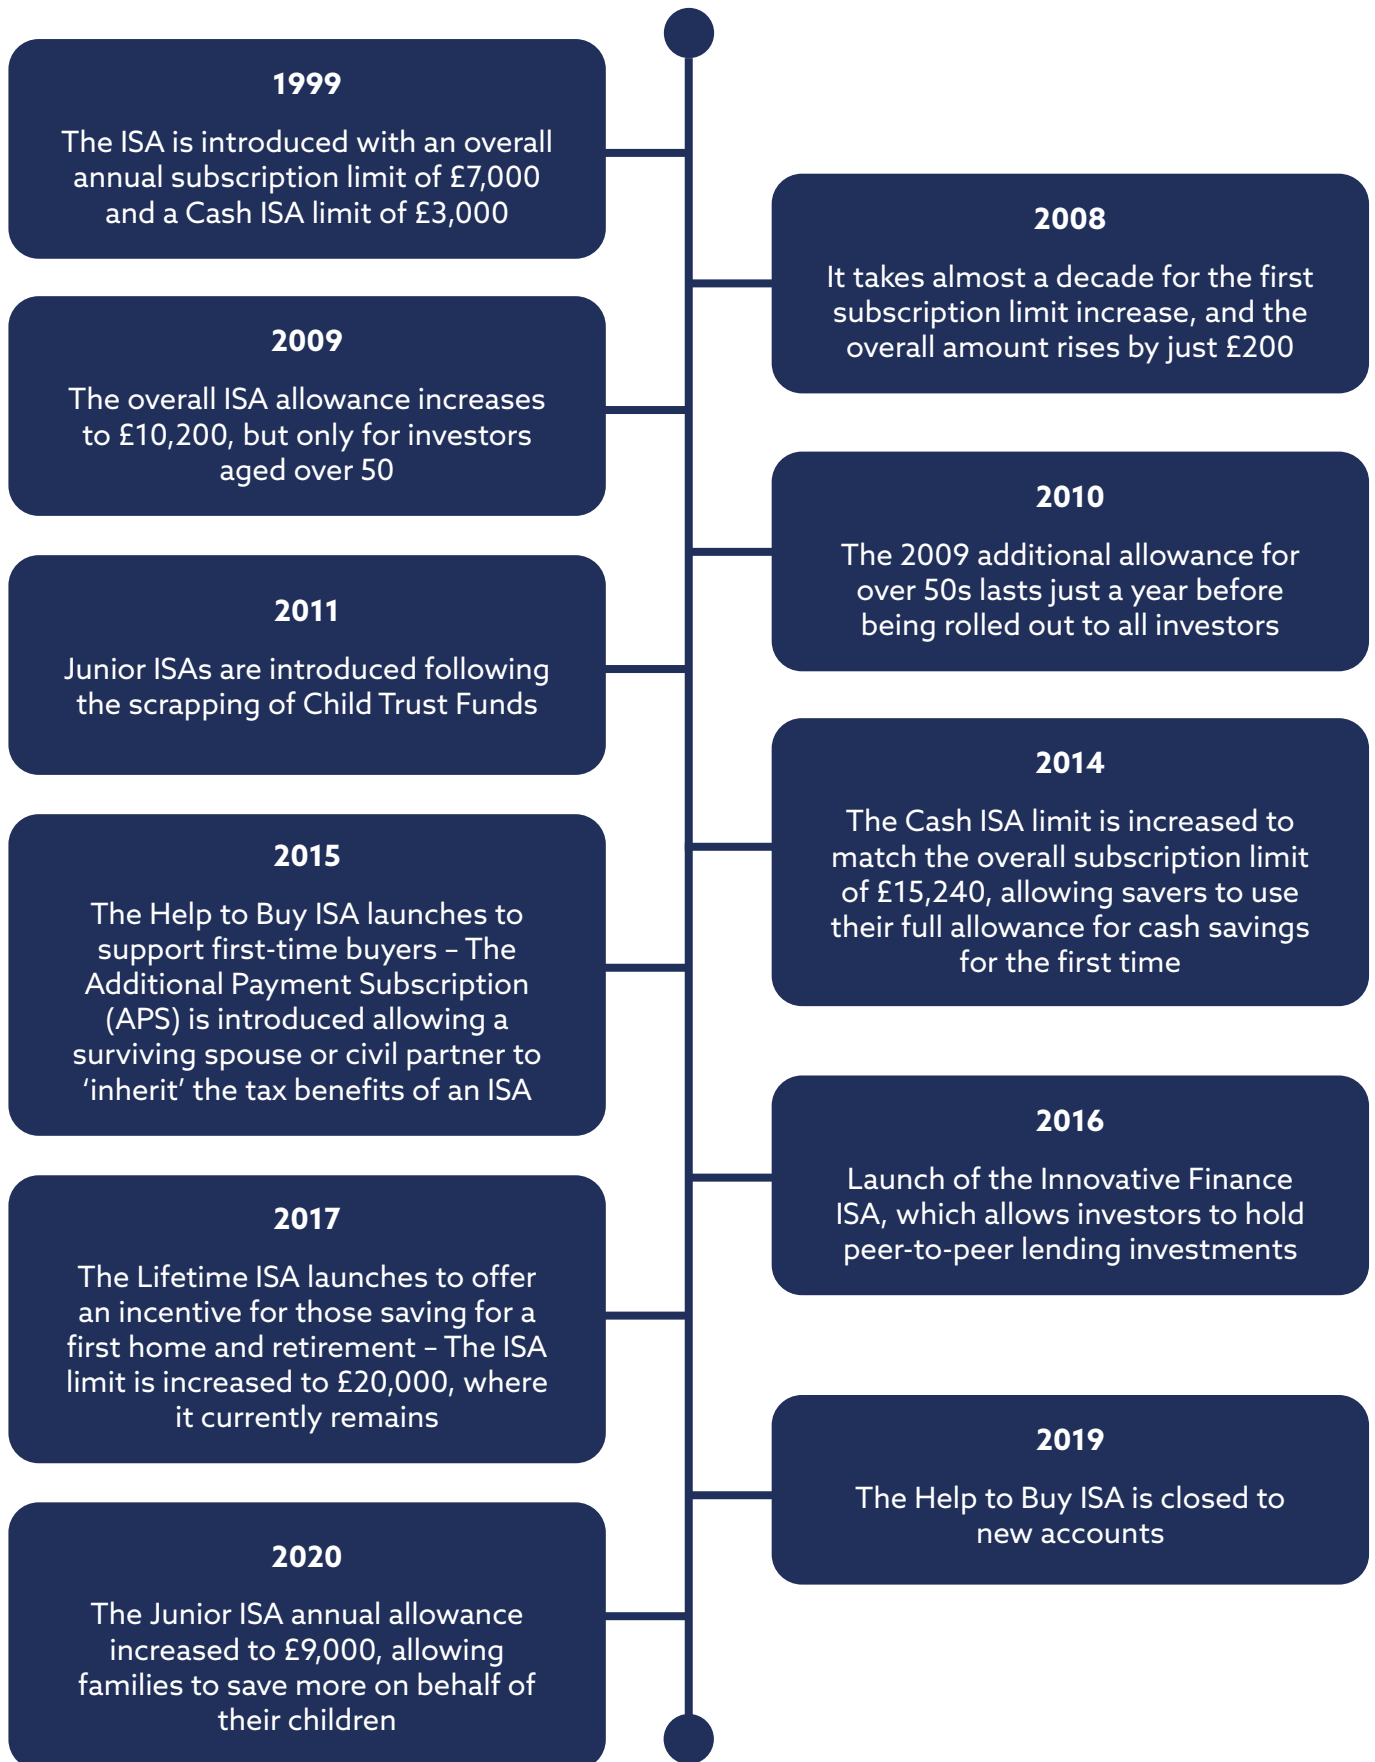 1999
The ISA is introduced with an overall
annual subscription limit of £7,000
and a Cash ISA limit of £3,000
2008
It takes almost a decade for the first
subscription limit increase, and the
overall amount rises by just £200
2009
The overall ISA allowance increases
to £10,200, but only for investors
aged over 50
2010
The 2009 additional allowance for
over 50s lasts just a year before
being rolled out to all investors
2011
Junior ISAs are introduced following
the scrapping of Child Trust Funds
2014
The Cash ISA limit is increased to
match the overall subscription limit
of £15,240, allowing savers to use
their full allowance for cash savings
for the first time
2015
The Help to Buy ISA launches to
support first-time buyers – The
Additional Payment Subscription
(APS) is introduced allowing a
surviving spouse or civil partner to
‘inherit’ the tax benefits of an ISA
2016
Launch of the Innovative Finance
ISA, which allows investors to hold
peer-to-peer lending investments
2017
The Lifetime ISA launches to offer
an incentive for those saving for a
first home and retirement – The ISA
limit is increased to £20,000, where
it currently remains
2019
The Help to Buy ISA is closed to
new accounts
2020
The Junior ISA annual allowance
increased to £9,000, allowing
families to save more on behalf of
their children